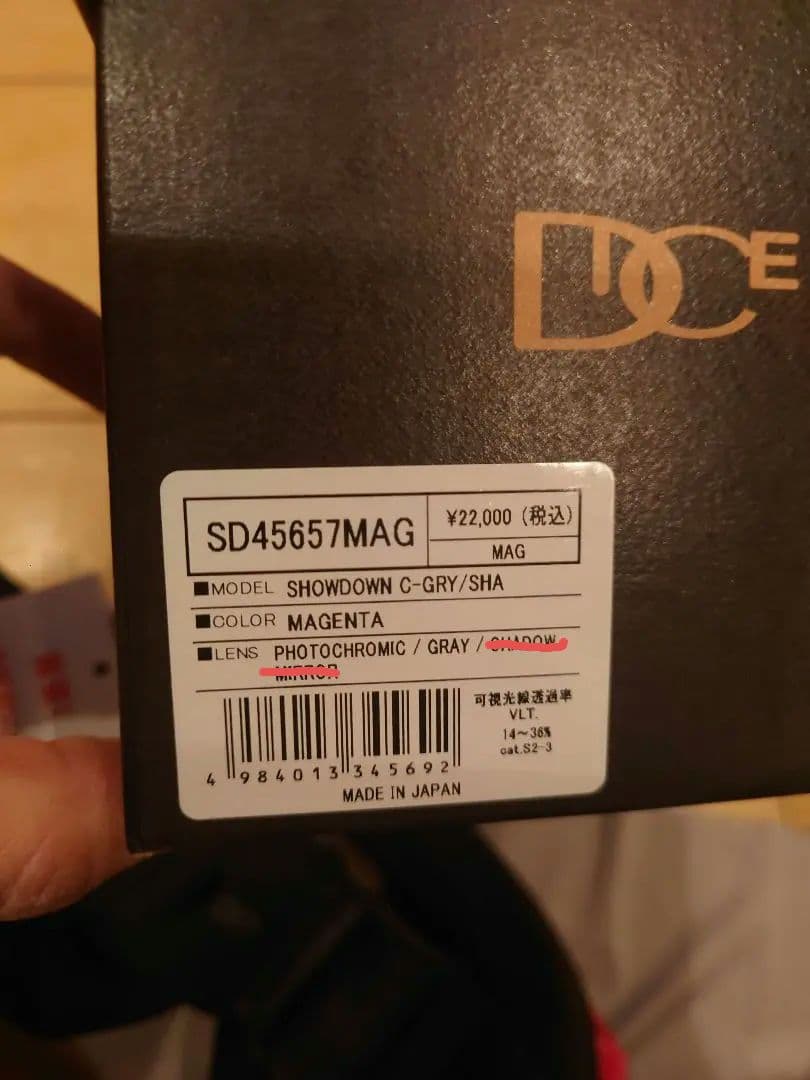 DICE
SD45657MAG
¥22,000 (税込)
MAG
■MODEL SHOWDOWN C-GRY/SHA
■COLOR MAGENTA
■LENS PHOTOCHROMIC / GRAY / SHADOW
MIRROR
可視光線透過率
VLT.
14~36%
cat.S2-3
4 984013 345692
MADE IN JAPAN